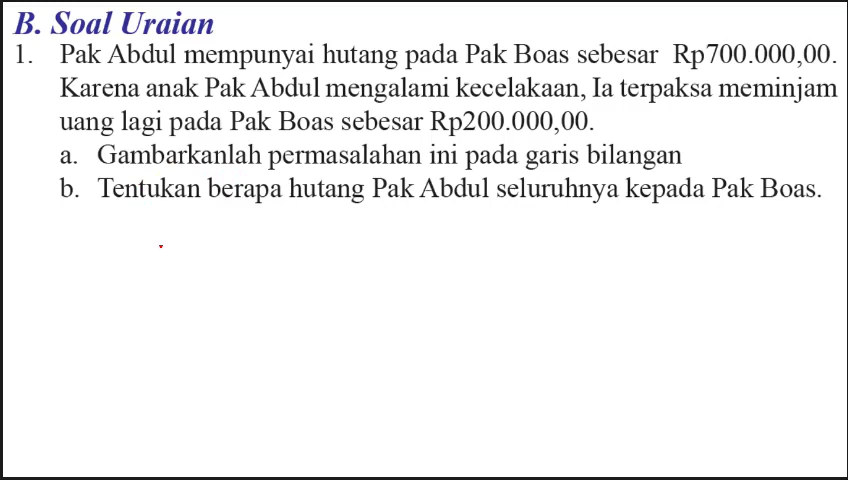 B. Soal Uraian
1. Pak Abdul mempunyai hutang pada Pak Boas sebesar Rp700.000,00.
Karena anak Pak Abdul mengalami kecelakaan, Ia terpaksa meminjam
uang lagi pada Pak Boas sebesar Rp200.000,00.
a. Gambarkanlah permasalahan ini pada garis bilangan
b. Tentukan berapa hutang Pak Abdul seluruhnya kepada Pak Boas.